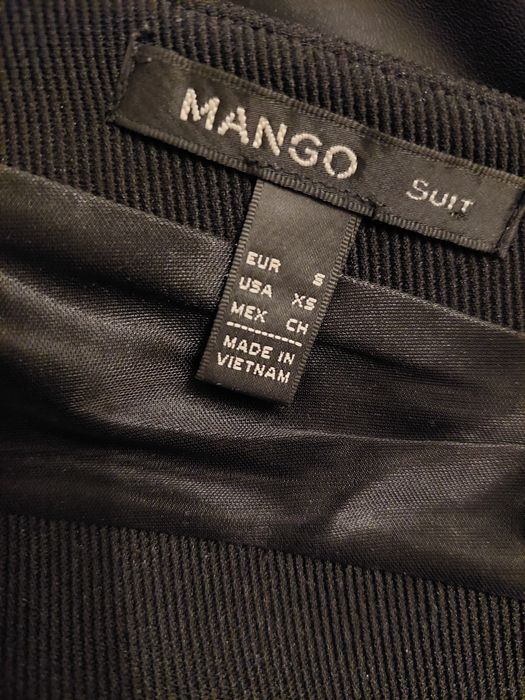 MANGO SUIT
EUR S
USA XS
MEX CH
MADE IN
VIETNAM